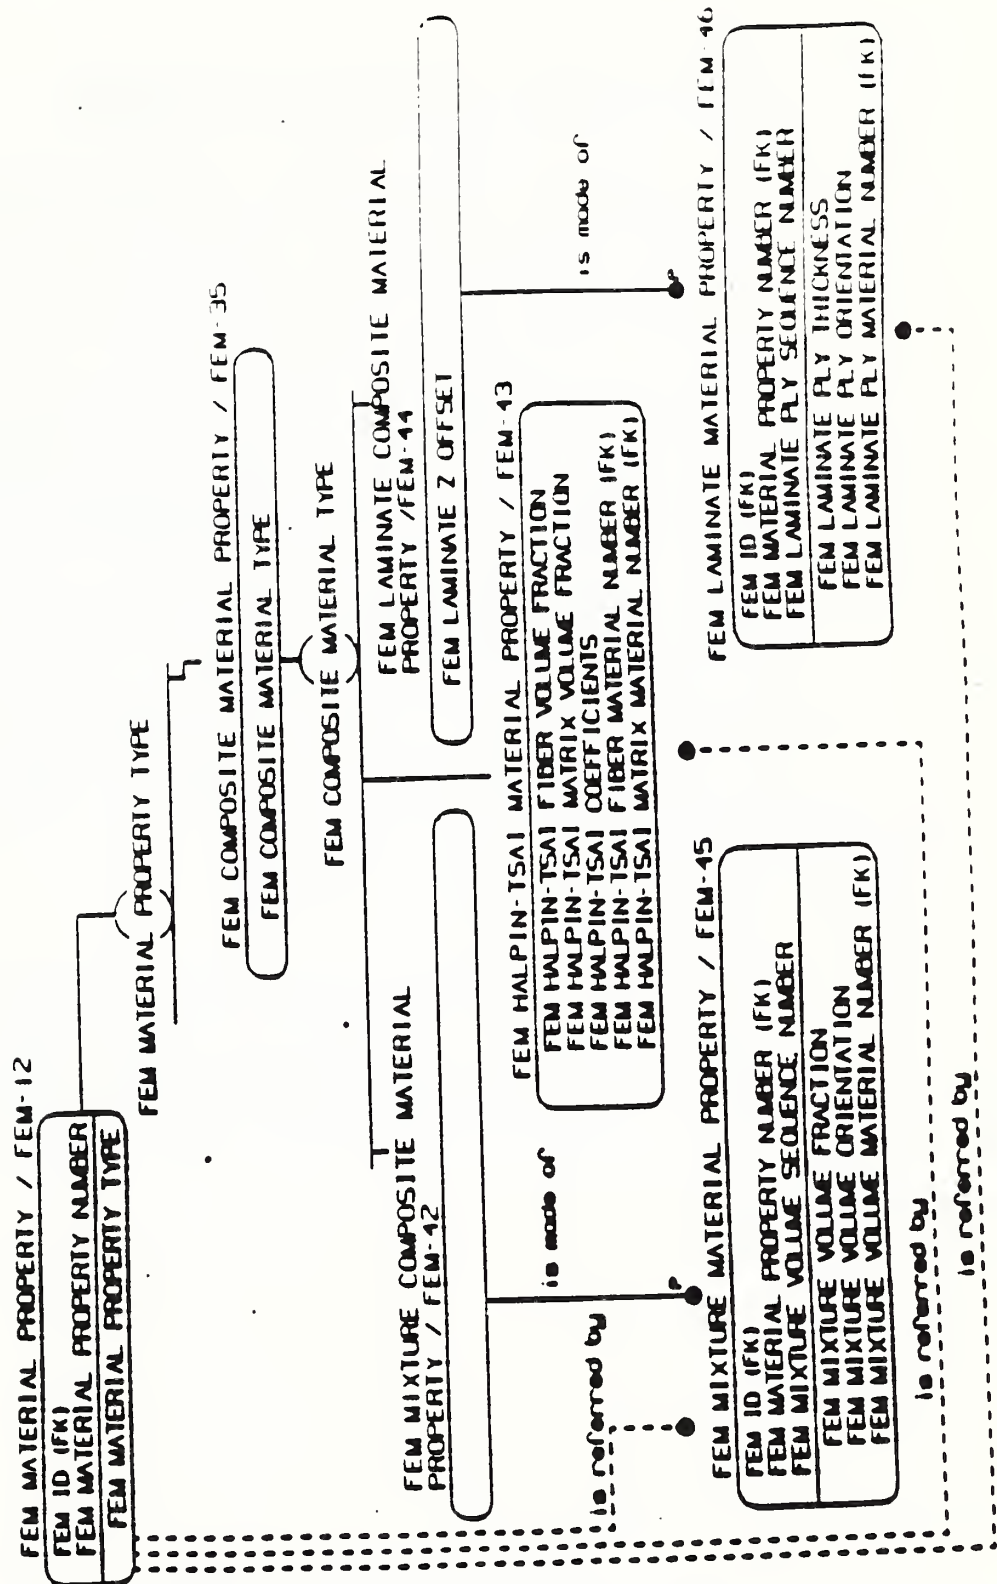 FEM MATERIAL PROPERTY / FEM-12
FEM ID (FK)
FEM MATERIAL PROPERTY NUMBER
FEM MATERIAL PROPERTY TYPE
FEM MATERIAL PROPERTY TYPE
FEM COMPOSITE MATERIAL PROPERTY / FEM-35
FEM COMPOSITE MATERIAL TYPE
FEM COMPOSITE MATERIAL TYPE
FEM MIXTURE COMPOSITE MATERIAL
PROPERTY / FEM-42
FEM LAMINATE COMPOSITE MATERIAL
PROPERTY /FEM-44
FEM LAMINATE Z OFFSET
FEM HALPIN-TSAI MATERIAL PROPERTY / FEM-43
FEM HALPIN-TSAI FIBER VOLUME FRACTION
FEM HALPIN-TSAI MATRIX VOLUME FRACTION
FEM HALPIN-TSAI COEFFICIENTS
FEM HALPIN-TSAI FIBER MATERIAL NUMBER (FK)
FEM HALPIN-TSAI MATRIX MATERIAL NUMBER (FK)
is referred by
is made of
P
is made of
P
FEM MIXTURE MATERIAL PROPERTY / FEM-45
FEM ID (FK)
FEM MATERIAL PROPERTY NUMBER (FK)
FEM MIXTURE VOLUME SEQUENCE NUMBER
FEM MIXTURE VOLUME FRACTION
FEM MIXTURE VOLUME ORIENTATION
FEM MIXTURE VOLUME MATERIAL NUMBER (FK)
FEM LAMINATE MATERIAL PROPERTY / FEM-46
FEM ID (FK)
FEM MATERIAL PROPERTY NUMBER (FK)
FEM LAMINATE PLY SEQUENCE NUMBER
FEM LAMINATE PLY THICKNESS
FEM LAMINATE PLY ORIENTATION
FEM LAMINATE PLY MATERIAL NUMBER (FK)
is referred by
is referred by